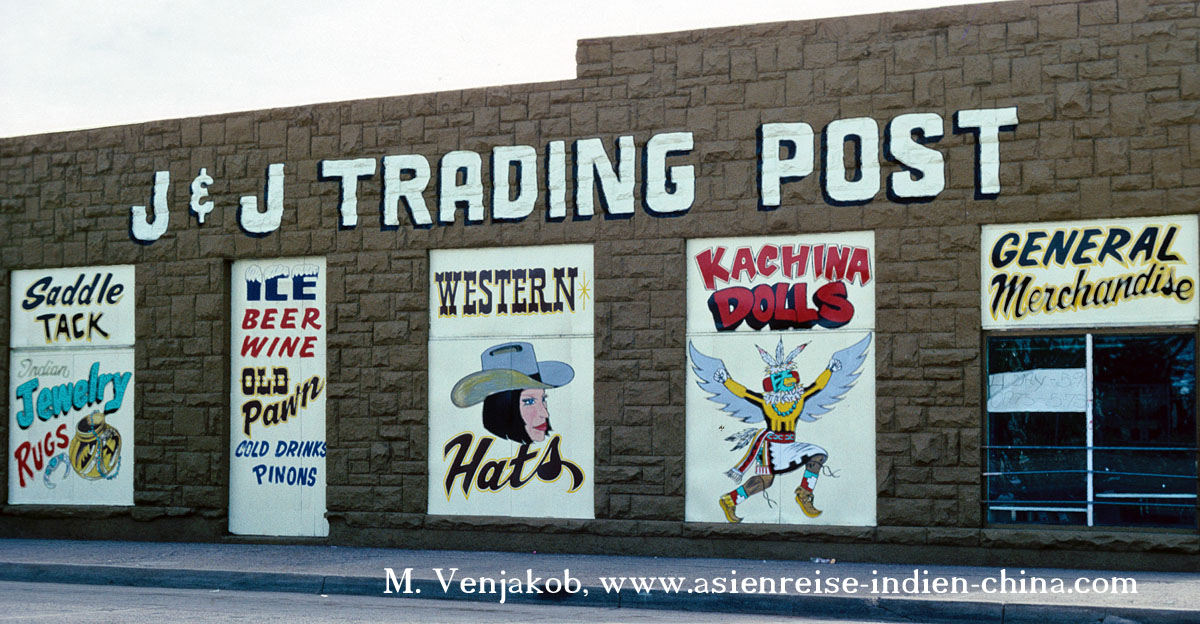 J & J TRADING POST
Saddle
TACK
Indian
Jewelry
RUGS
ICE
BEER
WINE
OLD
Pawn
COLD DRINKS
PINONS
WESTERN
Hats
KACHINA
DOLLS
GENERAL
Merchandise
M. Venjakob, www.asienreise-indien-china.com